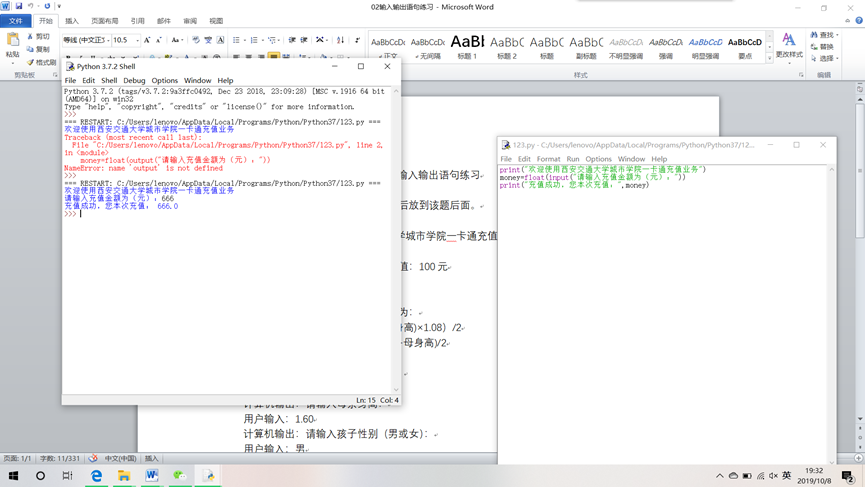 02输入输出语句练习 - Microsoft Word
文件 开始 插入 页面布局 引用 邮件 审阅 视图
剪切
复制
格式刷
粘贴
剪贴板
等线 (中文正 10.5
AaBbCcDc AaBbCcDc AaBl AaBbC AaBbC AaBbC AaBbCcDc AaBbCcDc AaBbCcDc AaBbCcD
正文 无间隔 标题 1 标题 2 标题 副标题 不明显强调 强调 明显强调 要点
更改样式
样式
查找
替换
选择
编辑
Python 3.7.2 Shell
File Edit Shell Debug Options Window Help
Python 3.7.2 (tags/v3.7.2:9a3ffc0492, Dec 23 2018, 23:09:28) [MSC v.1916 64 bit
(AMD64)] on win32
Type "help", "copyright", "credits" or "license()" for more information.
>>>
=== RESTART: C:/Users/lenovo/AppData/Local/Programs/Python/Python37/123.py ===
欢迎使用西安交通大学城市学院一卡通充值业务
Traceback (most recent call last):
File "C:/Users/lenovo/AppData/Local/Programs/Python/Python37/123.py", line 2,
in <module>
money=float(output("请输入充值金额为（元）："))
NameError: name 'output' is not defined
>>>
=== RESTART: C:/Users/lenovo/AppData/Local/Programs/Python/Python37/123.py ===
欢迎使用西安交通大学城市学院一卡通充值业务
请输入充值金额为（元）：666
充值成功，您本次充值： 666.0
>>>
Ln: 15 Col: 4
123.py - C:/Users/lenovo/AppData/Local/Programs/Python/Python37/12...
File Edit Format Run Options Window Help
print("欢迎使用西安交通大学城市学院一卡通充值业务")
money=float(input("请输入充值金额为（元）："))
print("充值成功，您本次充值：",money)
输入输出语句练习
后放到该题后面。
学城市学院一卡通充值
值：100 元
为：
身高)×1.08）/2
母身高)/2
计算机输出：请输入母亲身高：
用户输入：1.60
计算机输出：请输入孩子性别（男或女）：
用户输入：男
页面: 1/1 字数: 11/331 中文(中国) 插入
英
19:32
2019/10/8
2